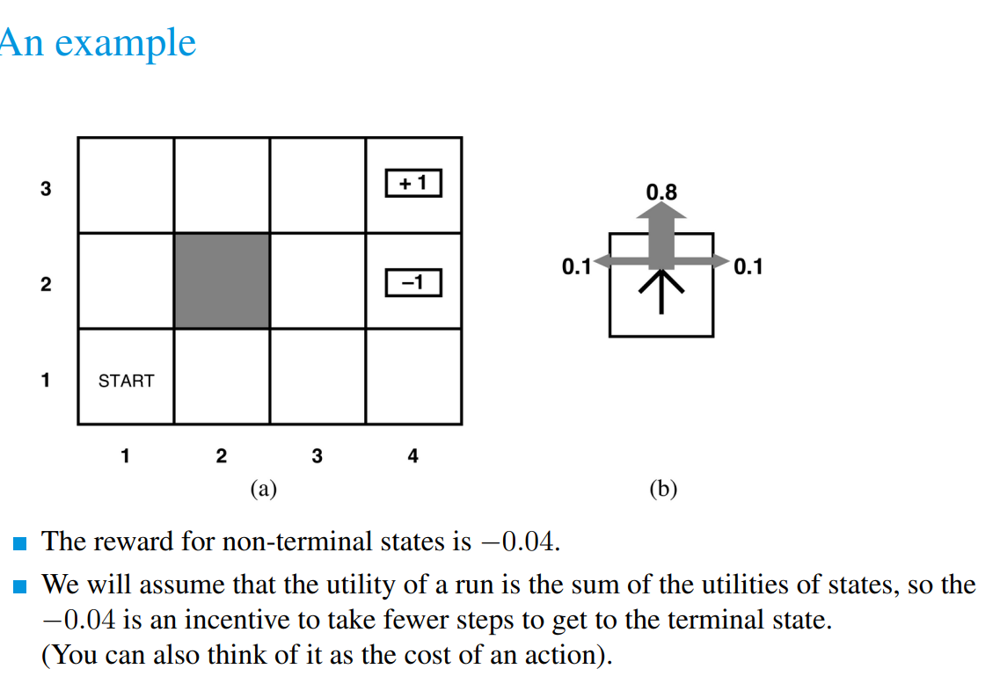 An example
3
+ 1
0.8
2
–1
0.1
0.1
1
START
1 2 3 4
(a)
(b)
The reward for non-terminal states is −0.04.
We will assume that the utility of a run is the sum of the utilities of states, so the
−0.04 is an incentive to take fewer steps to get to the terminal state.
(You can also think of it as the cost of an action).